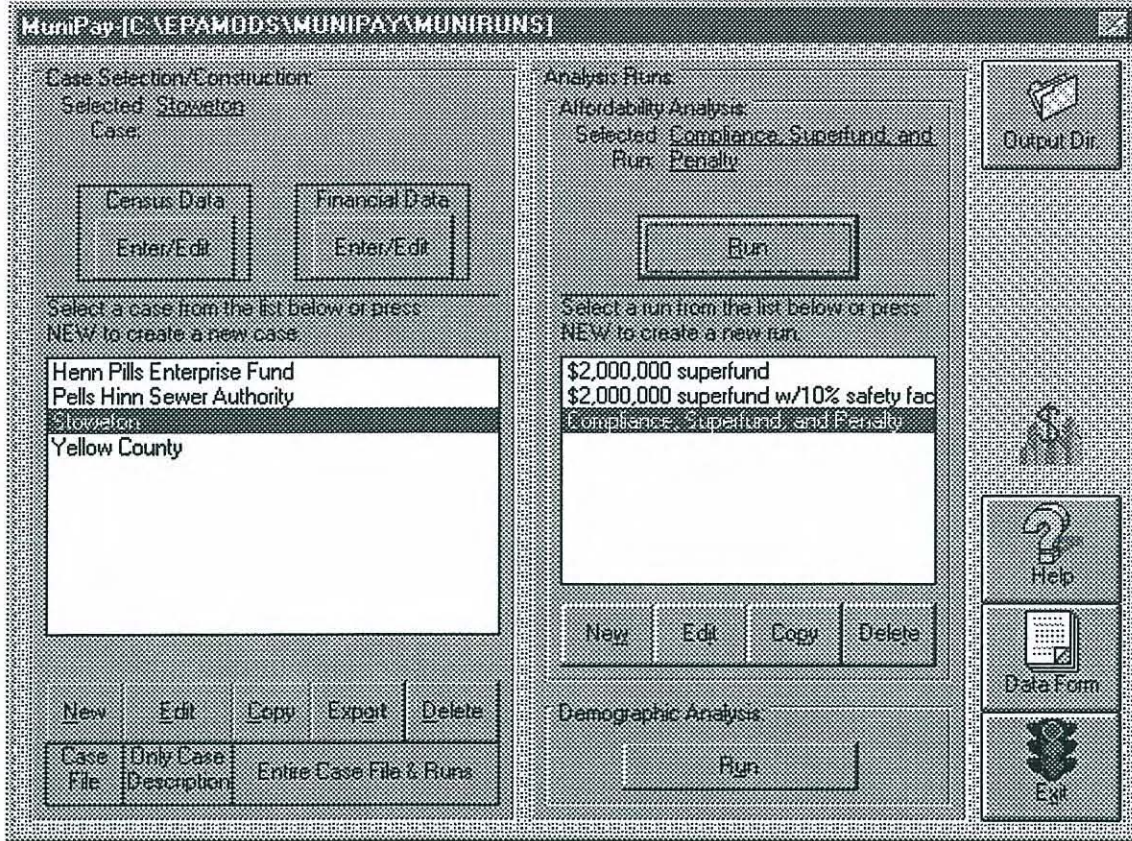 MuniPay-[C:\EPAMODS\MUNIPAY\MUNIRUNS]
Case Selection/Construction:
Selected Stoweton
Case:
Census Data
Enter/Edit
Financial Data
Enter/Edit
Select a case from the list below or press
NEW to create a new case.
Henn Pills Enterprise Fund
Pells Hinn Sewer Authority
Stoweton
Yellow County
New
Edit
Copy
Export
Delete
Case
File
Only Case
Description
Entire Case File & Runs
Analysis Runs:
Affordability Analysis:
Selected Compliance, Superfund, and
Run: Penalty
Run
Select a run from the list below or press
NEW to create a new run.
$2,000,000 superfund
$2,000,000 superfund w/10% safety fac
Compliance, Superfund, and Penalty
New
Edit
Copy
Delete
Demographic Analysis:
Run
Output Dir.
Help
Data Form
Exit